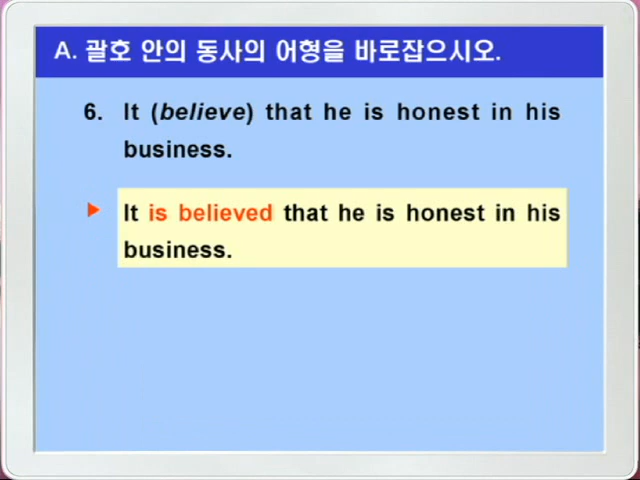 A. 괄호 안의 동사의 어형을 바로잡으시오.
6. It (believe) that he is honest in his
business.
It is believed that he is honest in his
business.